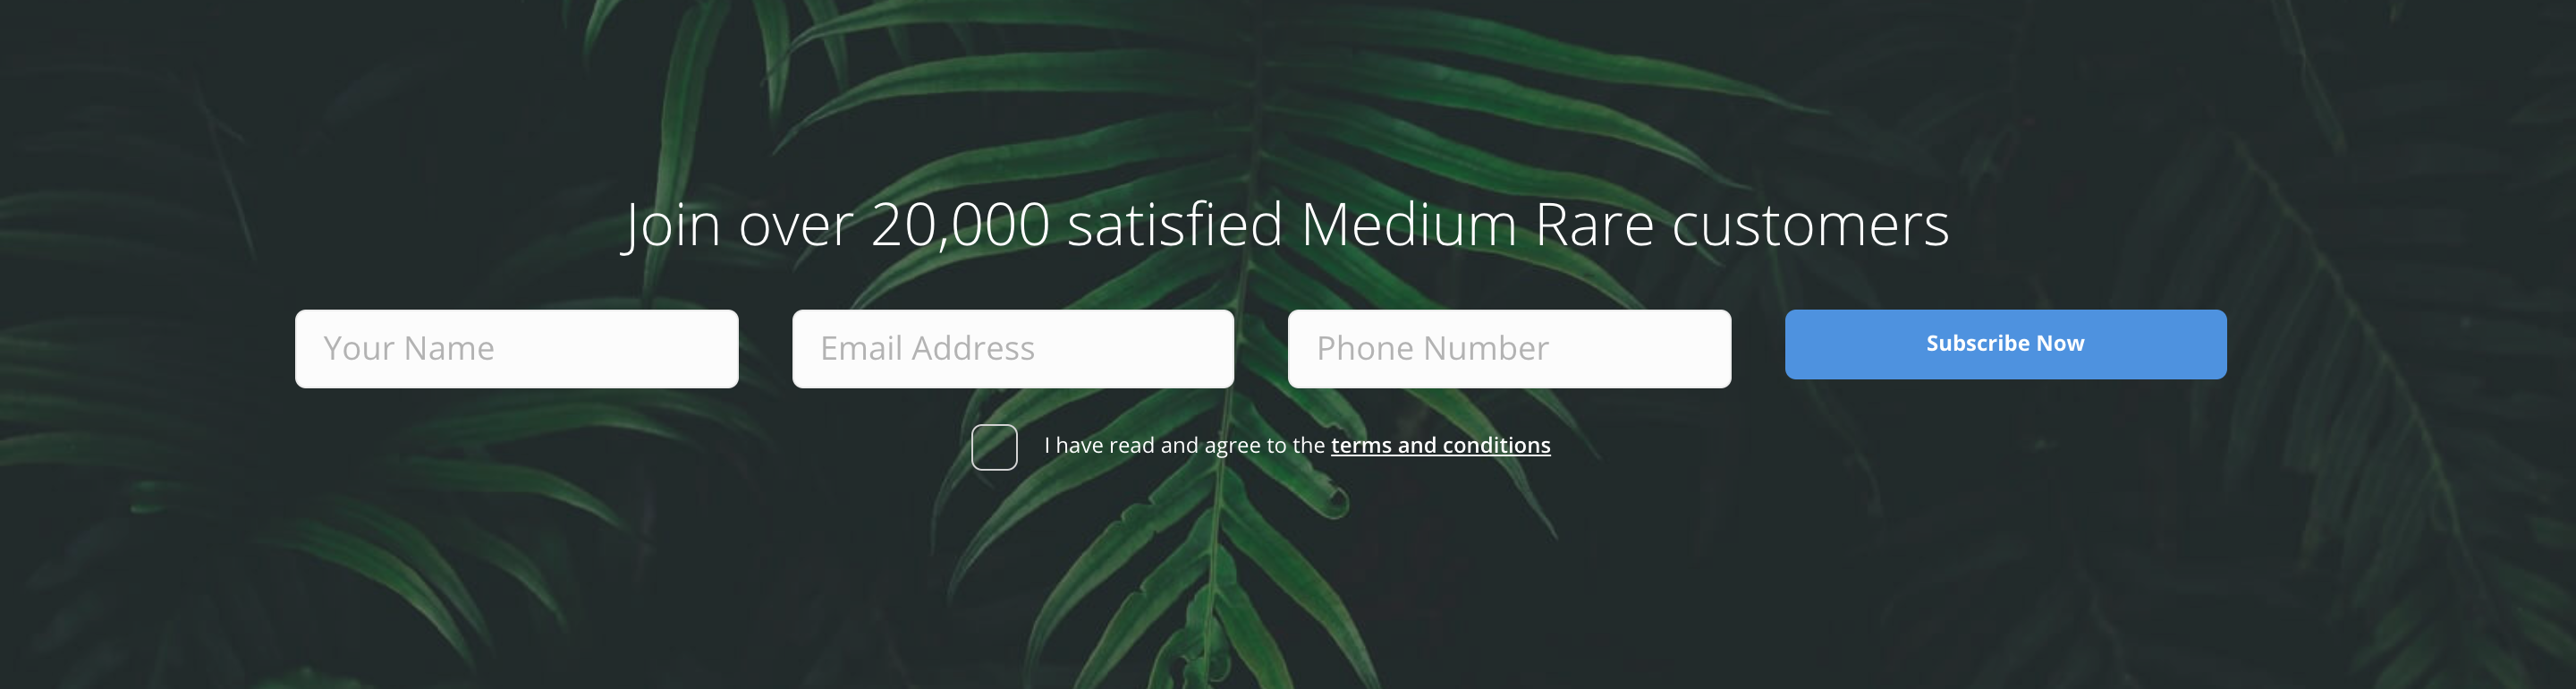 Join over 20,000 satisfied Medium Rare customers
Your Name
Email Address
Phone Number
Subscribe Now
I have read and agree to the terms and conditions